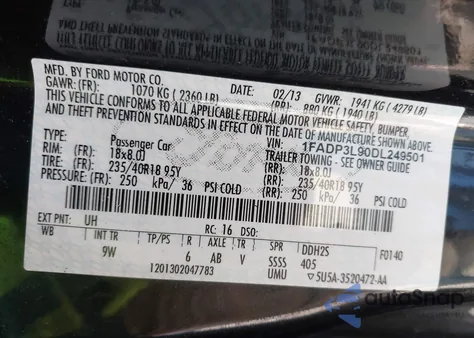 MFD. BY FORD MOTOR CO.
DATE: 02/13 GVWR: 1941 KG ( 4279 LB)
GAWR: (FR): 1070 KG ( 2360 LB) (RR): 880 KG ( 1940 LB)
THIS VEHICLE CONFORMS TO ALL APPLICABLE FEDERAL MOTOR VEHICLE SAFETY, BUMPER,
AND THEFT PREVENTION STANDARDS IN EFFECT ON THE DATE OF MANUFACTURE SHOWN ABOVE.
VIN: 1FADP3L90DL249501
TYPE: Passenger Car TRAILER TOWING - SEE OWNER GUIDE
RIM: (FR): 18x8.0J (RR): 18x8.0J
TIRE: (FR): 235/40R18 95Y (RR): 235/40R18 95Y
PRESSURE: (FR): 250 kPa/ 36 PSI COLD (RR): 250 kPa/ 36 PSI COLD
EXT PNT: UH RC: 16 DSO: F0140
WB INT TR TP/PS R AXLE TR SPR DDH2S
9W 6 AB V SSSS 405
1201302047783 UMU ▽5U5A-3520472-AA
autoSnap